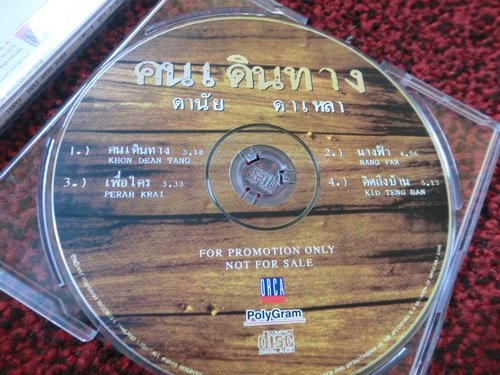 คนเดินทาง
ดานัย ดาเหลา
1.) คนเดินทาง 3.18
KHON DEAN TANG
2.) นางฟ้า 4.56
NANG FAR
3.) เพื่อใคร 3.33
PERAH KRAI
4.) คิดถึงบ้าน 5.13
KID TENG BAN
FOR PROMOTION ONLY
NOT FOR SALE
ORCA
PolyGram
COMPACT
disc
DIGITAL AUDIO